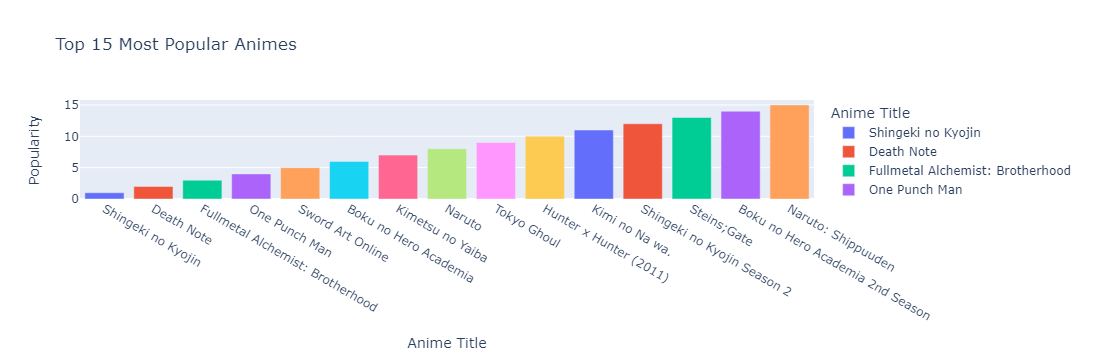 Top 15 Most Popular Animes
Popularity
15
10
5
0
Shingeki no Kyojin
Death Note
Fullmetal Alchemist: Brotherhood
One Punch Man
Sword Art Online
Boku no Hero Academia
Kimetsu no Yaiba
Naruto
Tokyo Ghoul
Hunter x Hunter (2011)
Kimi no Na wa.
Shingeki no Kyojin Season 2
Steins;Gate
Boku no Hero Academia 2nd Season
Naruto: Shippuuden
Anime Title
Anime Title
Shingeki no Kyojin
Death Note
Fullmetal Alchemist: Brotherhood
One Punch Man